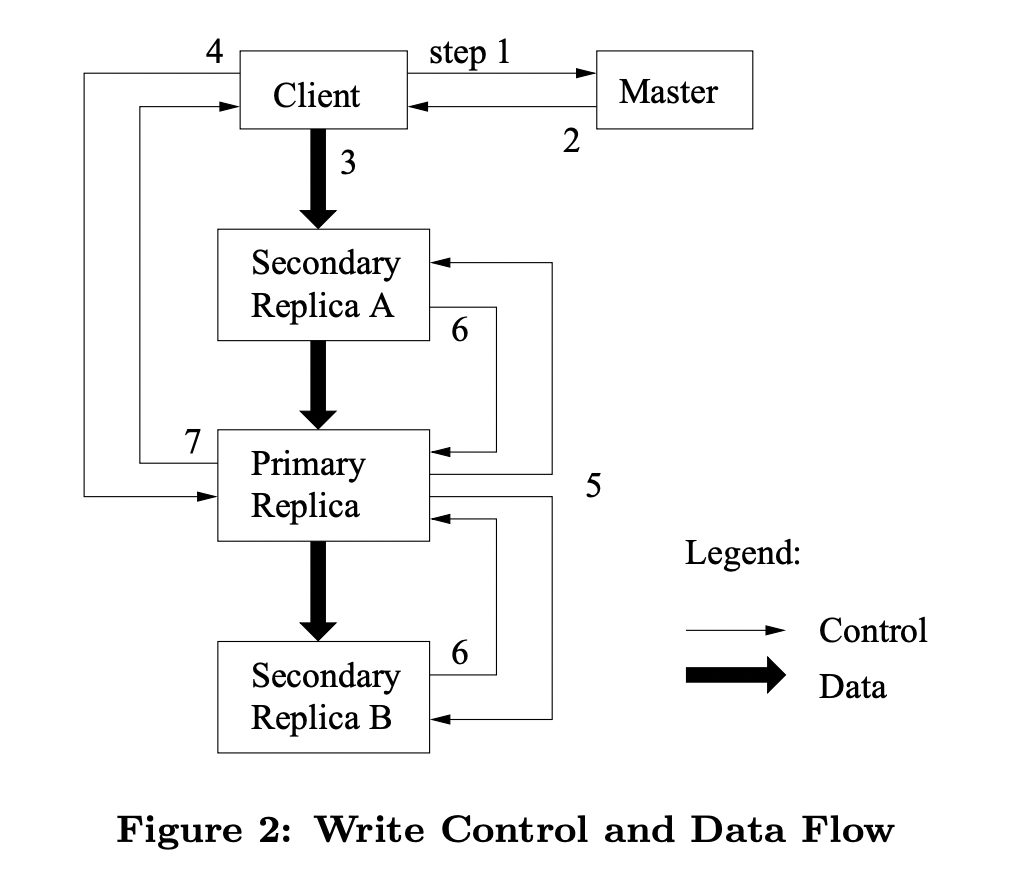 4
step 1
Client
Master
2
3
Secondary
Replica A
6
7
Primary
Replica
5
Legend:
Control
Data
6
Secondary
Replica B
Figure 2: Write Control and Data Flow